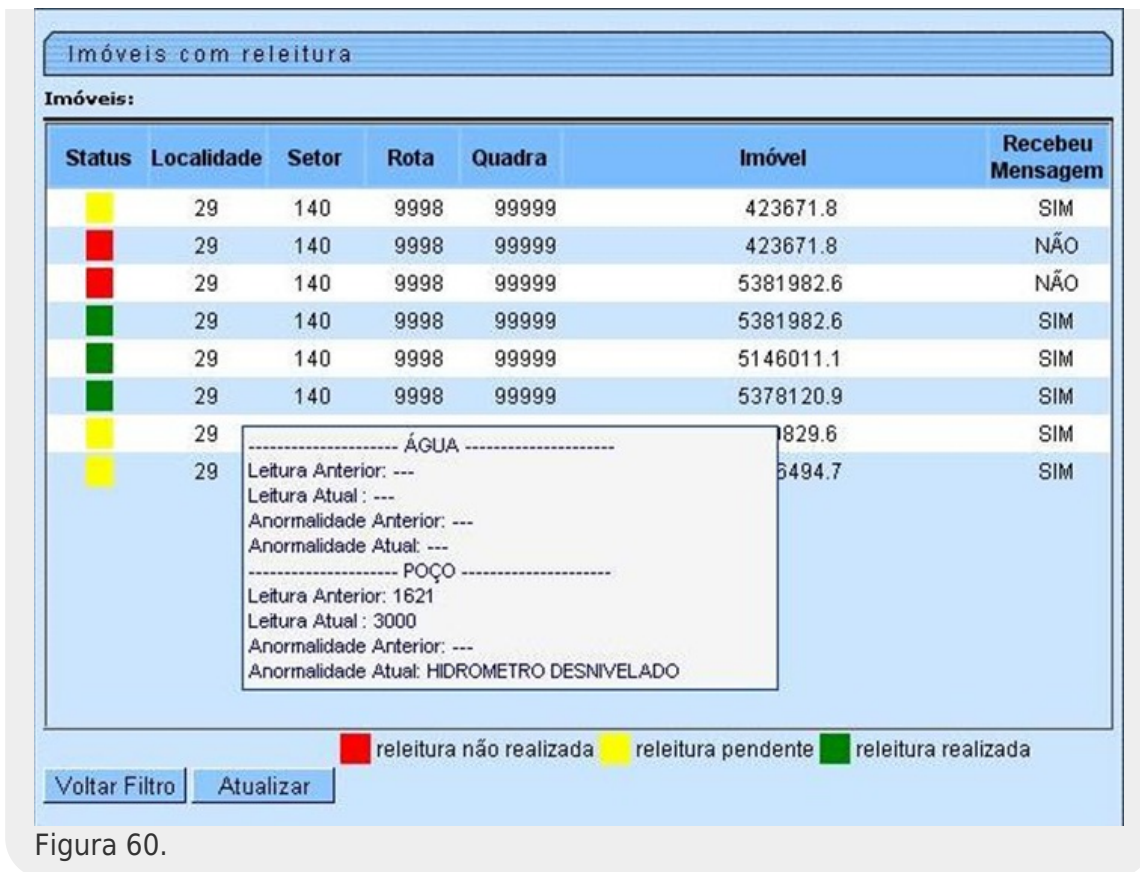 Imóveis com releitura
Imóveis:
Status Localidade Setor Rota Quadra Imóvel Recebeu Mensagem
29 140 9998 99999 423671.8 SIM
29 140 9998 99999 423671.8 NÃO
29 140 9998 99999 5381982.6 NÃO
29 140 9998 99999 5381982.6 SIM
29 140 9998 99999 5146011.1 SIM
29 140 9998 99999 5378120.9 SIM
29 829.6 SIM
29 6494.7 SIM
--------------------- ÁGUA ---------------------
Leitura Anterior: ---
Leitura Atual : ---
Anormalidade Anterior: ---
Anormalidade Atual: ---
--------------------- POÇO ---------------------
Leitura Anterior: 1621
Leitura Atual : 3000
Anormalidade Anterior: ---
Anormalidade Atual: HIDROMETRO DESNIVELADO
releitura não realizada releitura pendente releitura realizada
Voltar Filtro Atualizar
Figura 60.